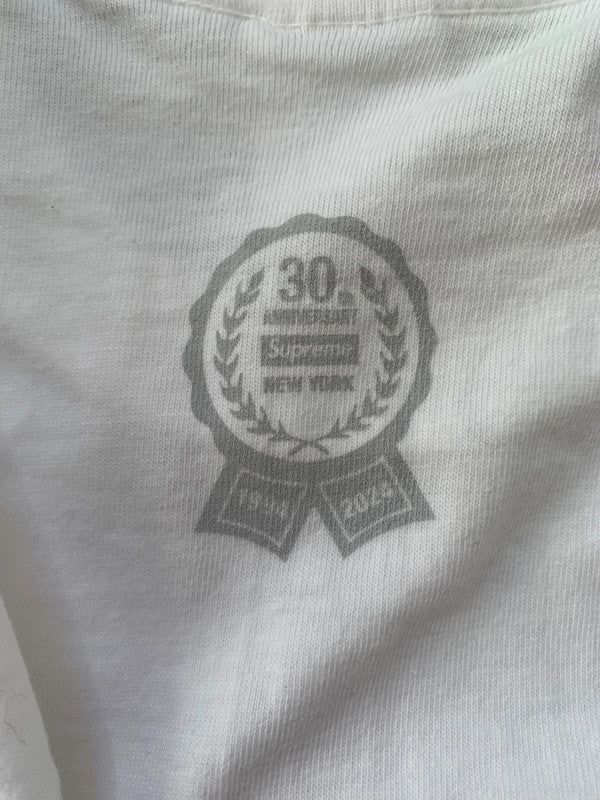 30th
ANNIVERSARY
Supreme
NEW YORK
1994
2024